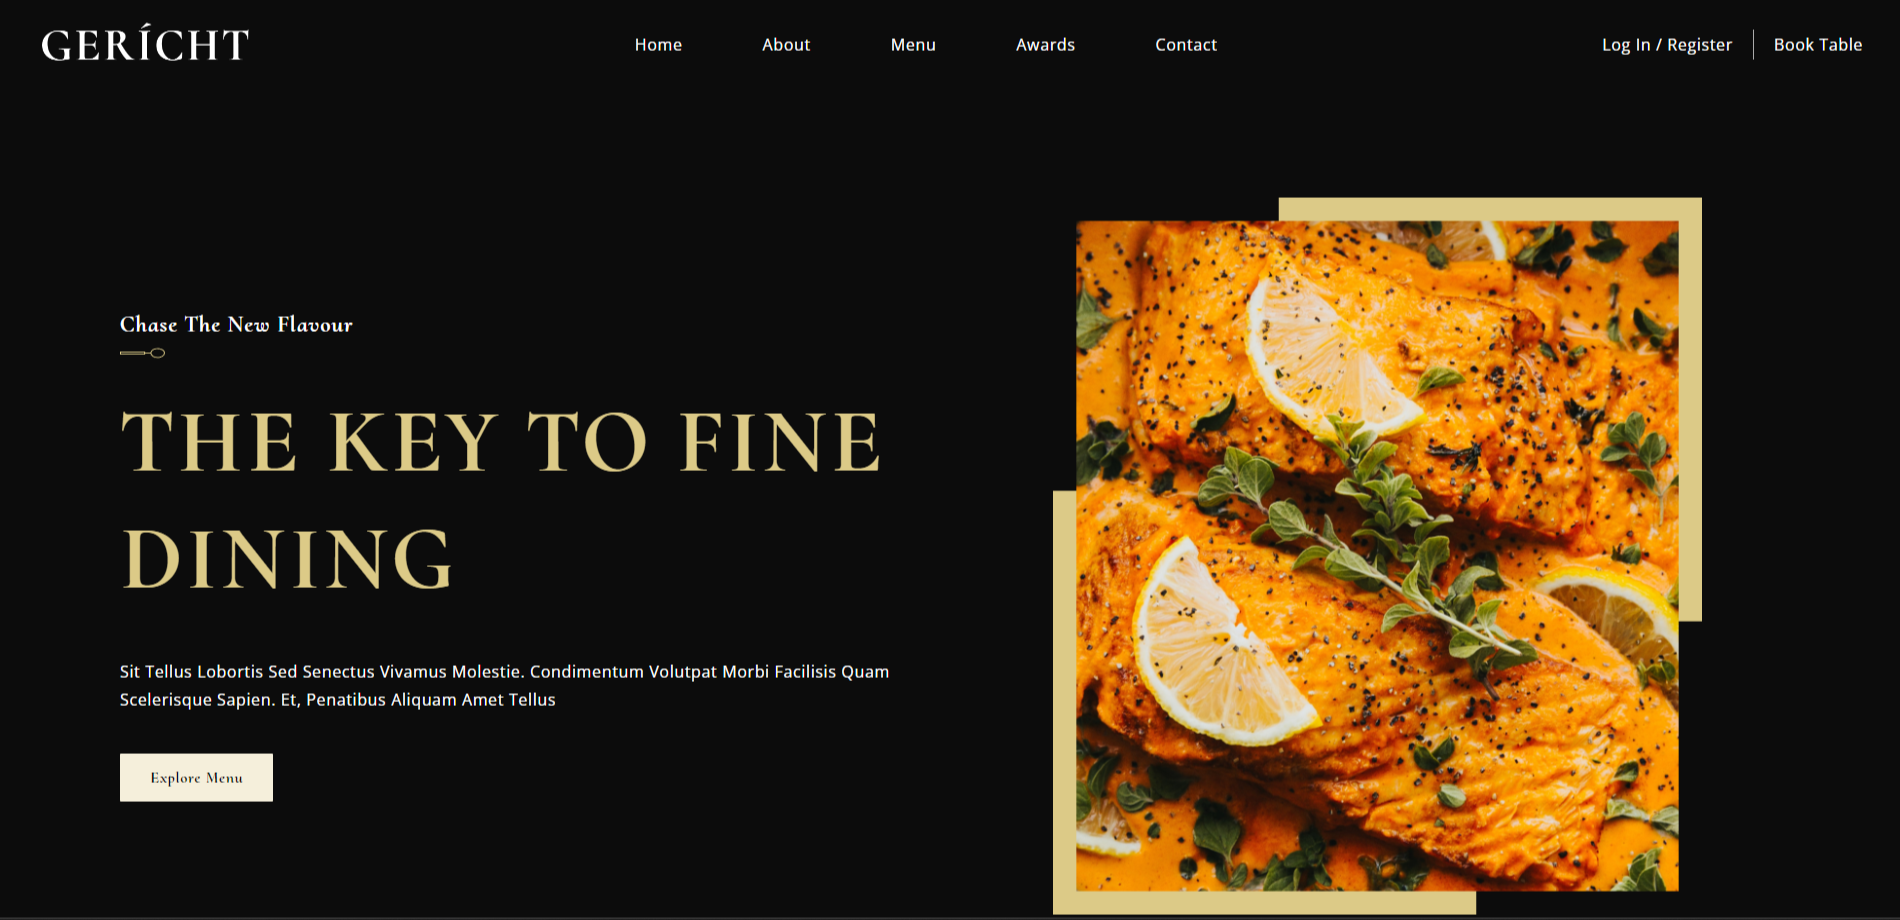 GERÍCHT
Home
About
Menu
Awards
Contact
Log In / Register
Book Table
Chase The New Flavour
THE KEY TO FINE
DINING
Sit Tellus Lobortis Sed Senectus Vivamus Molestie. Condimentum Volutpat Morbi Facilisis Quam
Scelerisque Sapien. Et, Penatibus Aliquam Amet Tellus
Explore Menu